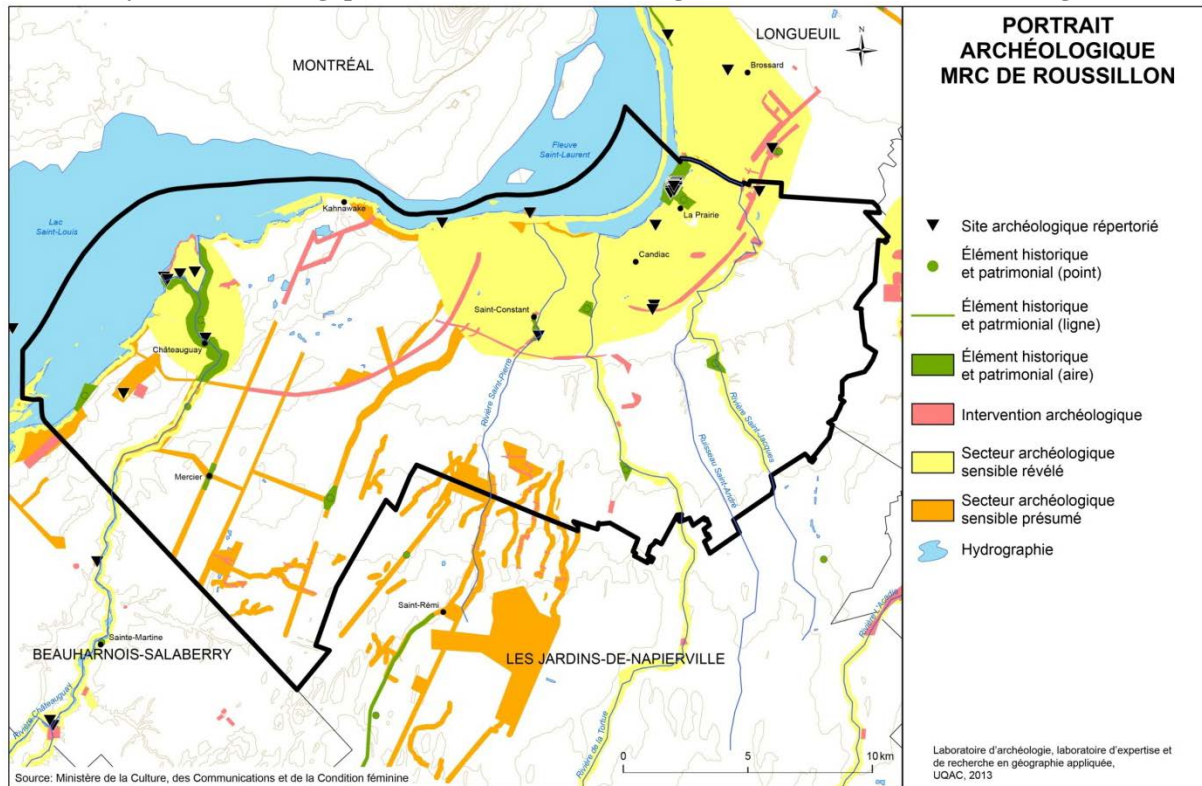 MONTRÉAL
LONGUEUIL
Brossard
Fleuve
Saint-Laurent
Kahnawake
Lac
Saint-Louis
La Prairie
Candiac
Saint-Constant
Châteauguay
Rivière Saint-Pierre
Ruisseau Saint-André
Rivière Saint-Jacques
Mercier
Saint-Rémi
Sainte-Martine
BEAUHARNOIS-SALABERRY
LES JARDINS-DE-NAPIERVILLE
Rivière L'Acadie
Rivière Châteauguay
Rivière de la Tortue
0 5 10 km
Source: Ministère de la Culture, des Communications et de la Condition féminine
PORTRAIT
ARCHÉOLOGIQUE
MRC DE ROUSSILLON
N
Site archéologique répertorié
Élément historique
et patrimonial (point)
Élément historique
et patrmionial (ligne)
Élément historique
et patrimonial (aire)
Intervention archéologique
Secteur archéologique
sensible révélé
Secteur archéologique
sensible présumé
Hydrographie
Laboratoire d'archéologie, laboratoire d'expertise et
de recherche en géographie appliquée,
UQAC, 2013